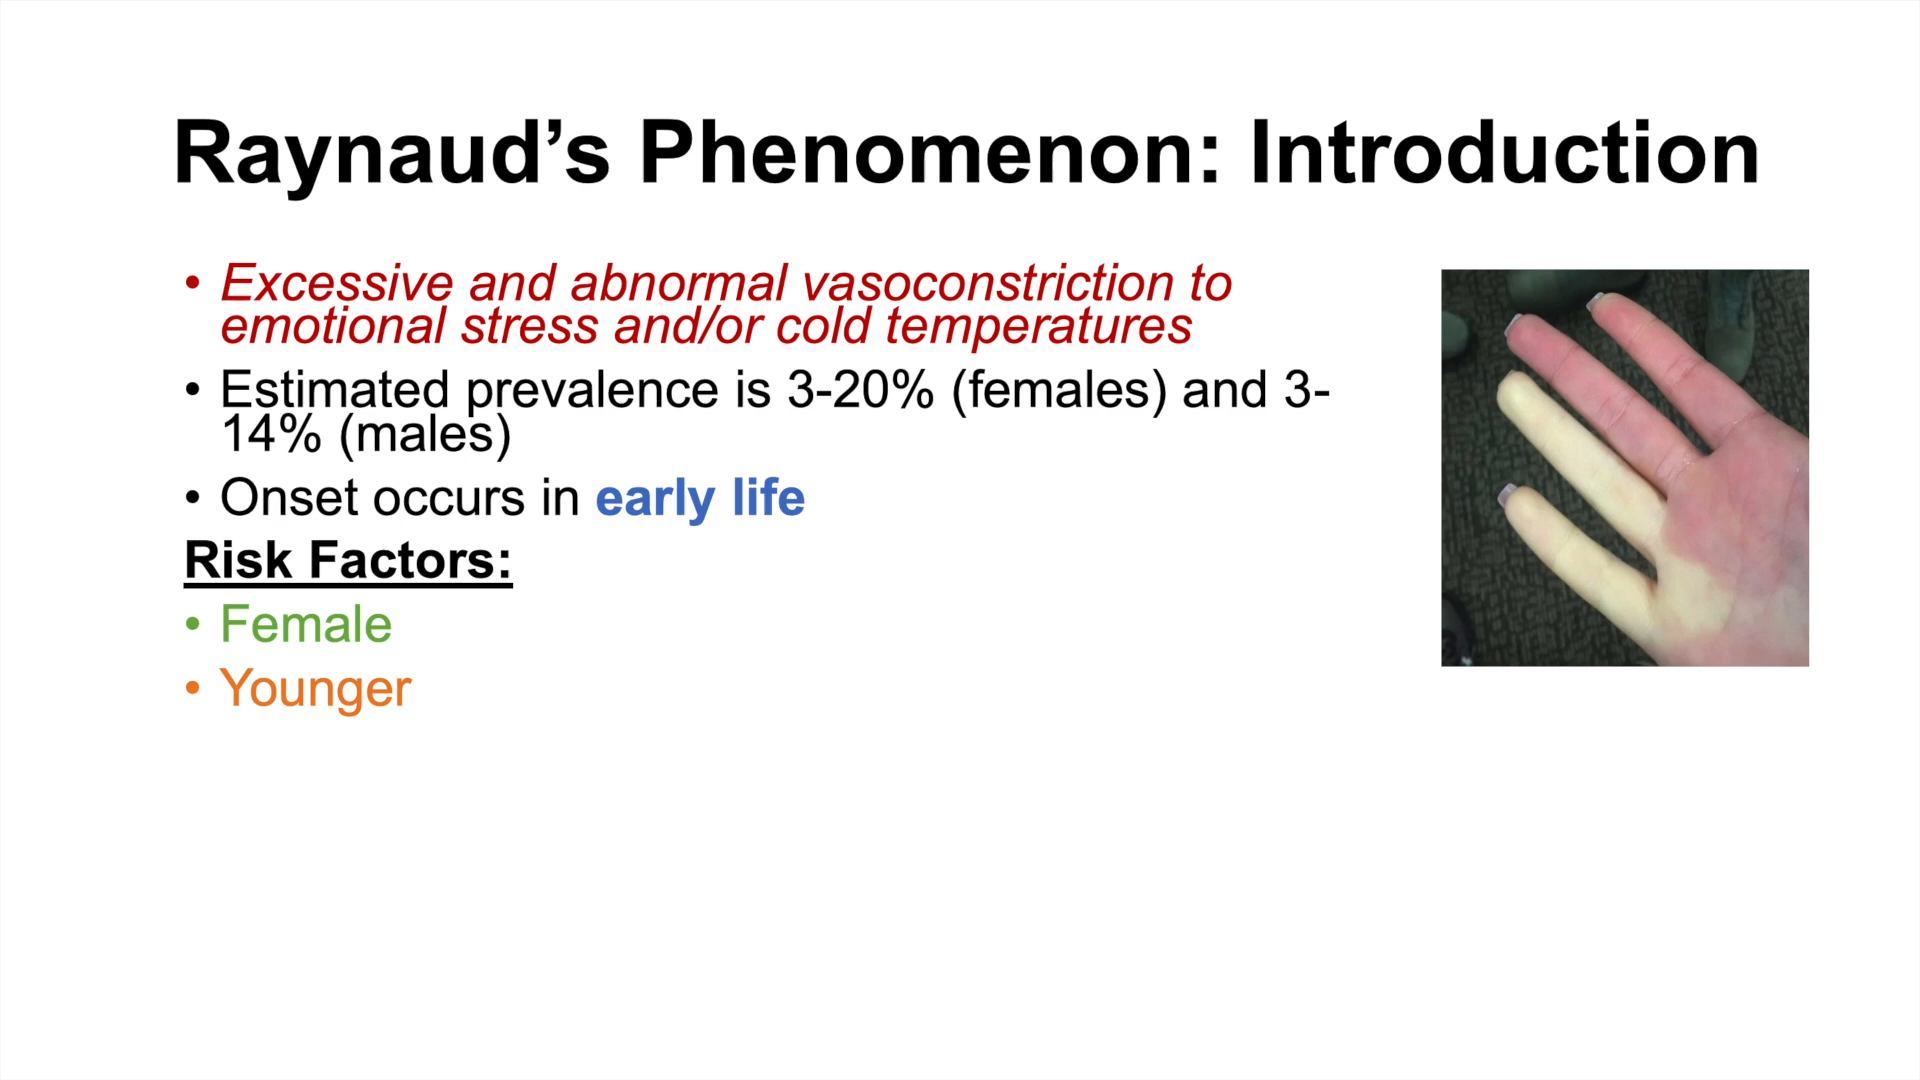 Raynaud’s Phenomenon: Introduction
• Excessive and abnormal vasoconstriction to
emotional stress and/or cold temperatures
• Estimated prevalence is 3-20% (females) and 3-
14% (males)
• Onset occurs in early life
Risk Factors:
• Female
• Younger